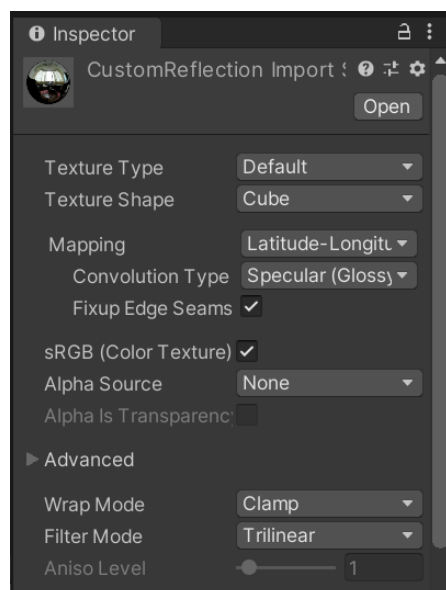 Inspector
CustomReflection Import S
Open
Texture Type Default
Texture Shape Cube
Mapping Latitude-Longitu
Convolution Type Specular (Glossy
Fixup Edge Seams
sRGB (Color Texture)
Alpha Source None
Alpha Is Transparency
Advanced
Wrap Mode Clamp
Filter Mode Trilinear
Aniso Level 1